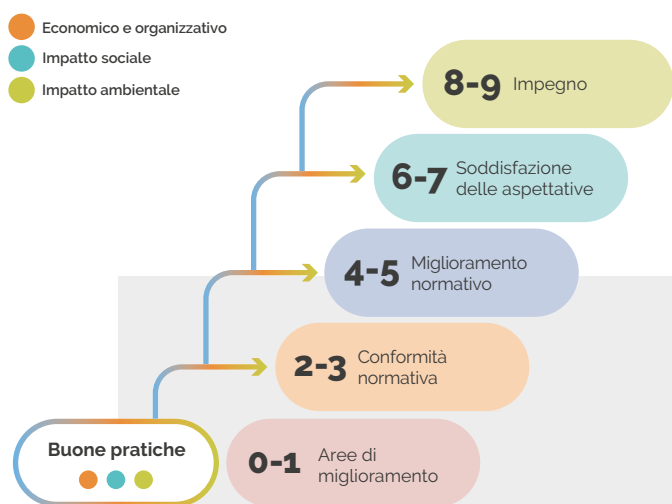 Economico e organizzativo
Impatto sociale
Impatto ambientale
8-9 Impegno
6-7 Soddisfazione
delle aspettative
4-5 Miglioramento
normativo
2-3 Conformità
normativa
Buone pratiche
0-1 Aree di
miglioramento